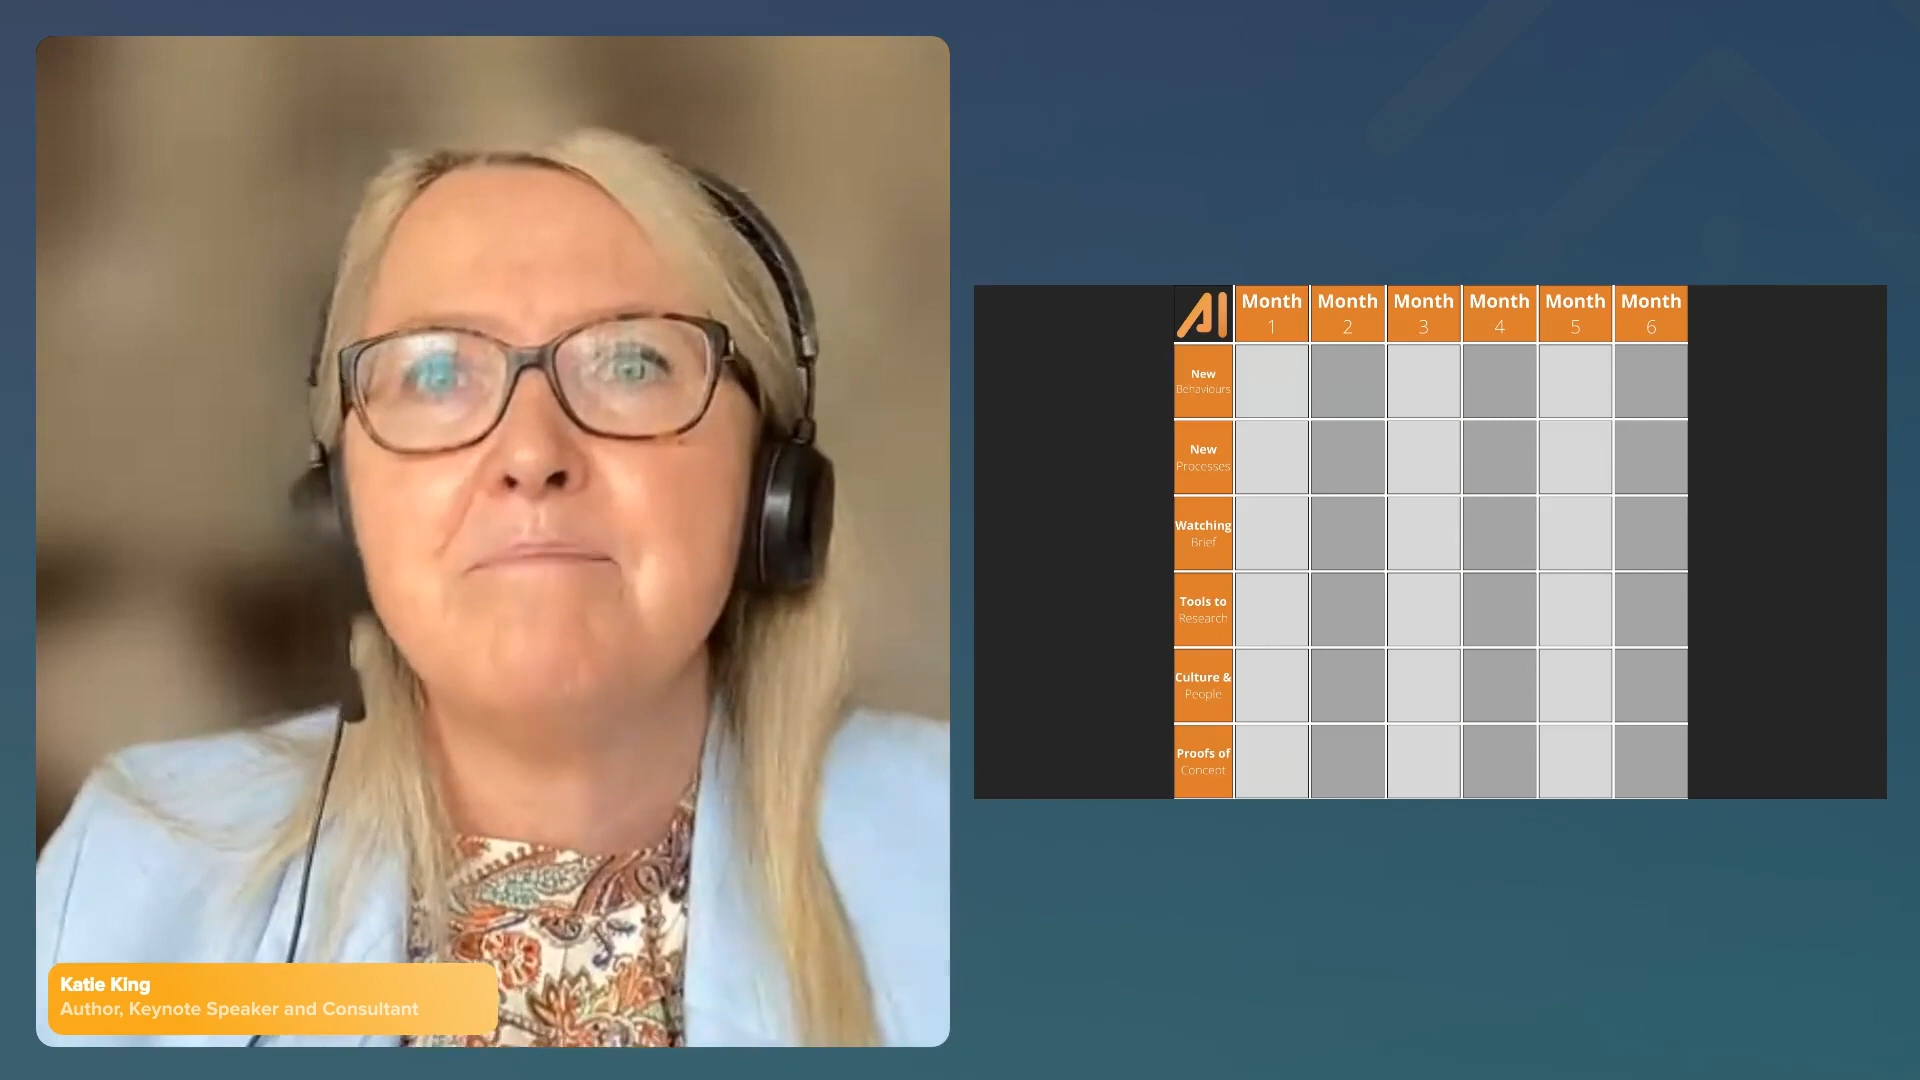 Katie King
Author, Keynote Speaker and Consultant
AI
Month Month Month Month Month Month
1 2 3 4 5 6
New
Behaviours
New
Processes
Watching
Brief
Tools to
Research
Culture &
People
Proofs of
Concept